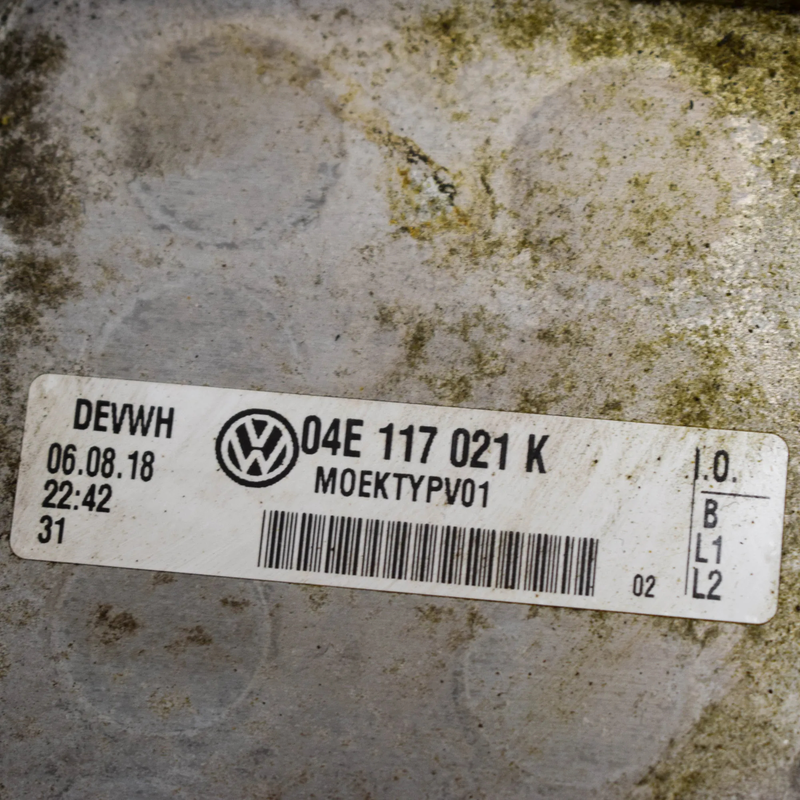 DEVWH
06.08.18
22:42
31
04E 117 021 K
MOEKTYPV01
02
I.O.
B
L1
L2